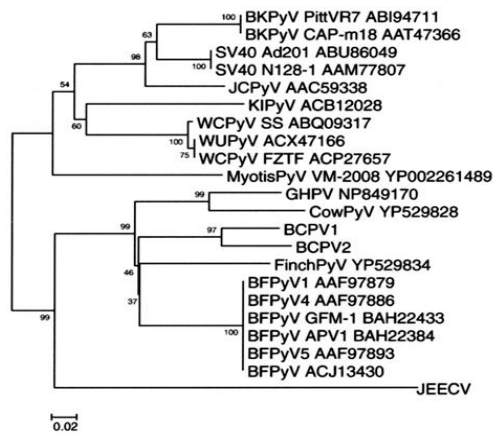 BKPyV PittVR7 ABI94711
100
BKPyV CAP-m18 AAT47366
63
SV40 Ad201 ABU86049
98
100
SV40 N128-1 AAM77807
JCPyV AAC59338
54
KIPyV ACB12028
60
WCPyV SS ABQ09317
100
WUPyV ACX47166
75
WCPyV FZTF ACP27657
MyotisPyV VM-2008 YP002261489
99
GHPV NP849170
CowPyV YP529828
99
97
BCPV1
BCPV2
46
FinchPyV YP529834
BFPyV1 AAF97879
37
BFPyV4 AAF97886
99
BFPyV GFM-1 BAH22433
100
BFPyV APV1 BAH22384
BFPyV5 AAF97893
BFPyV ACJ13430
JEECV
0.02